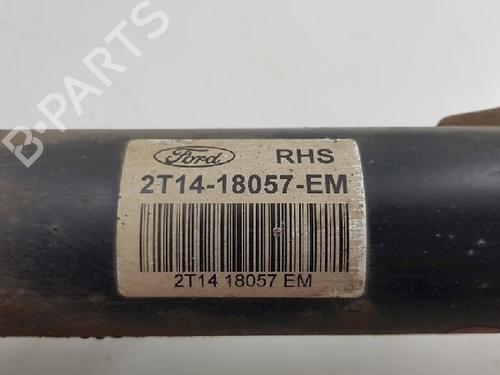 B-PARTS
Ford RHS
2T14-18057-EM
2T14 18057 EM